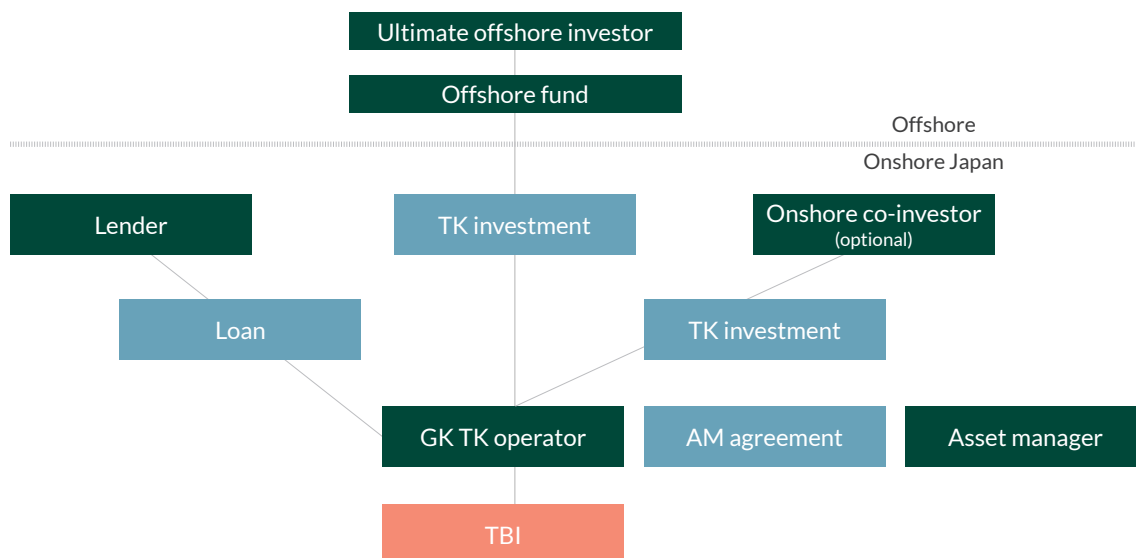 Ultimate offshore investor
Offshore fund
Offshore
Onshore Japan
Lender
TK investment
Onshore co-investor
(optional)
Loan
TK investment
GK TK operator
AM agreement
Asset manager
TBI